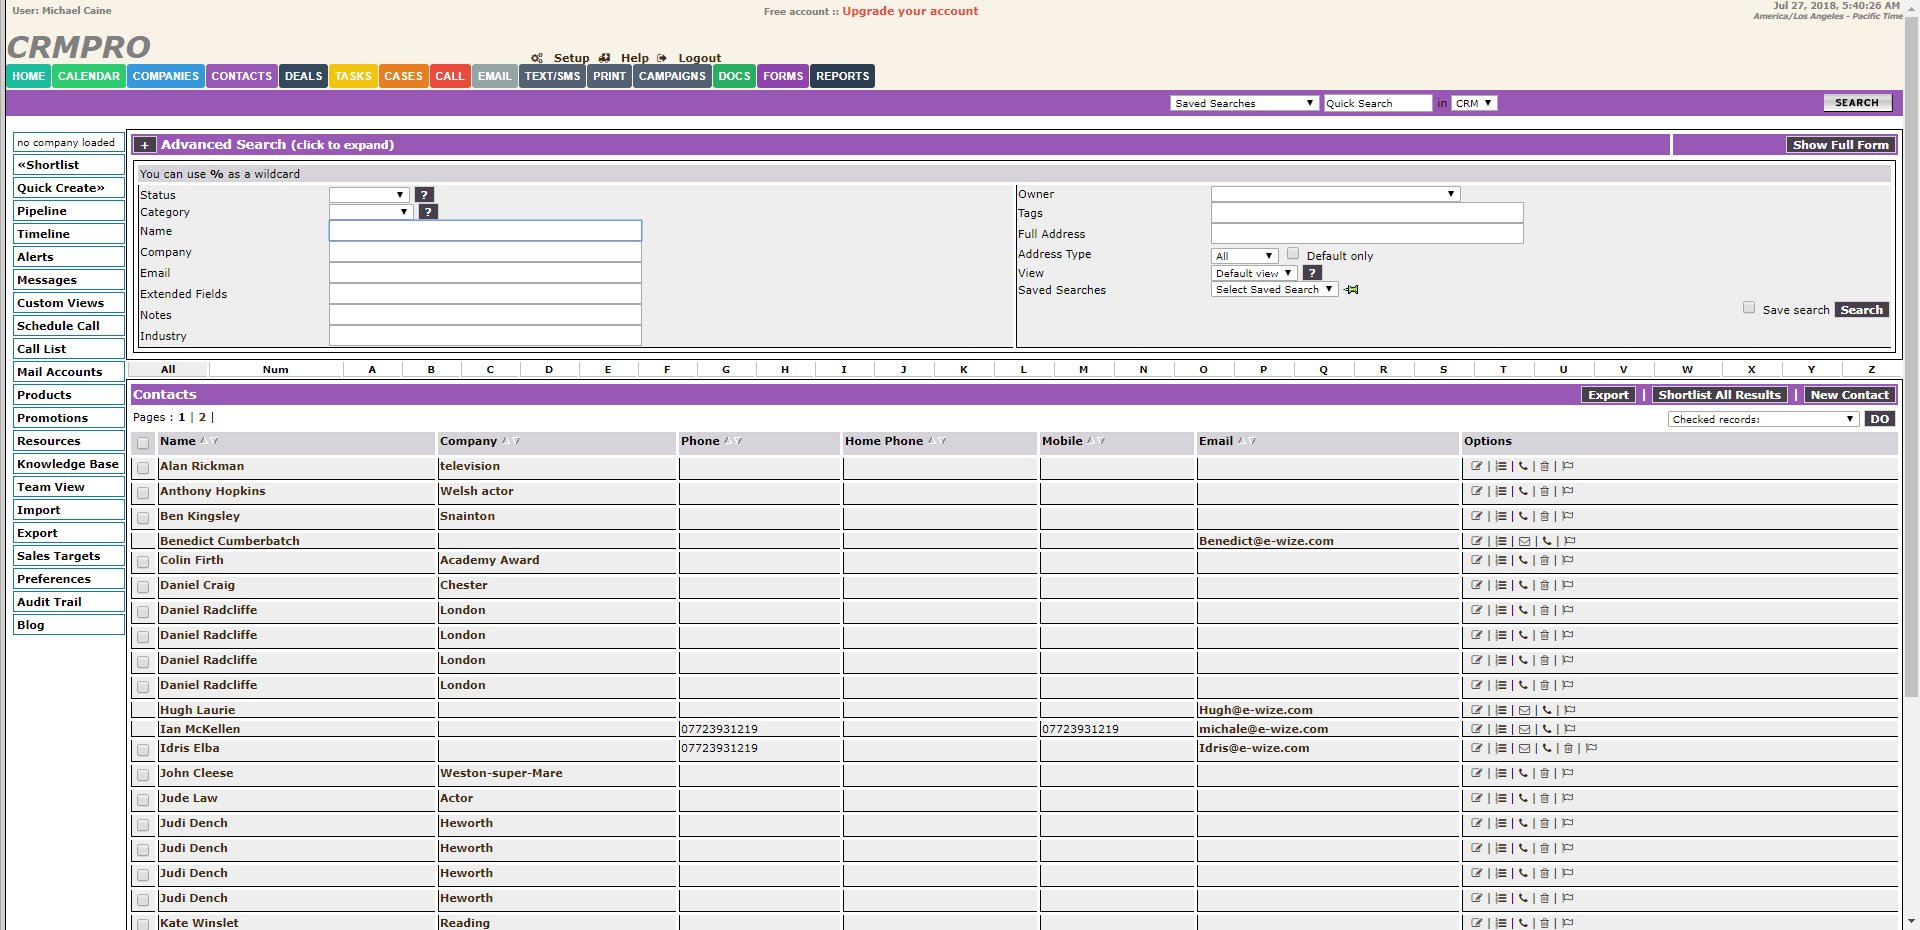 User: Michael Caine
Free account :: Upgrade your account
Jul 27, 2018, 5:40:26 AM
America/Los Angeles - Pacific Time
CRMPRO
Setup Help Logout
HOME CALENDAR COMPANIES CONTACTS DEALS TASKS CASES CALL EMAIL TEXT/SMS PRINT CAMPAIGNS DOCS FORMS REPORTS
Saved Searches Quick Search in CRM SEARCH
no company loaded
«Shortlist
Quick Create»
Pipeline
Timeline
Alerts
Messages
Custom Views
Schedule Call
Call List
Mail Accounts
Products
Promotions
Resources
Knowledge Base
Team View
Import
Export
Sales Targets
Preferences
Audit Trail
Blog
+ Advanced Search (click to expand) Show Full Form
You can use % as a wildcard
Status ?
Category ?
Name
Company
Email
Extended Fields
Notes
Industry
Owner
Tags
Full Address
Address Type All Default only
View Default view ?
Saved Searches Select Saved Search
Save search Search
All Num A B C D E F G H I J K L M N O P Q R S T U V W X Y Z
Contacts Export | Shortlist All Results | New Contact
Pages : 1 | 2 |
Checked records: DO
Name Company Phone Home Phone Mobile Email Options
Alan Rickman television
Anthony Hopkins Welsh actor
Ben Kingsley Snainton
Benedict Cumberbatch Benedict@e-wize.com
Colin Firth Academy Award
Daniel Craig Chester
Daniel Radcliffe London
Daniel Radcliffe London
Daniel Radcliffe London
Daniel Radcliffe London
Hugh Laurie Hugh@e-wize.com
Ian McKellen 07723931219 07723931219 michale@e-wize.com
Idris Elba 07723931219 Idris@e-wize.com
John Cleese Weston-super-Mare
Jude Law Actor
Judi Dench Heworth
Judi Dench Heworth
Judi Dench Heworth
Judi Dench Heworth
Kate Winslet Reading